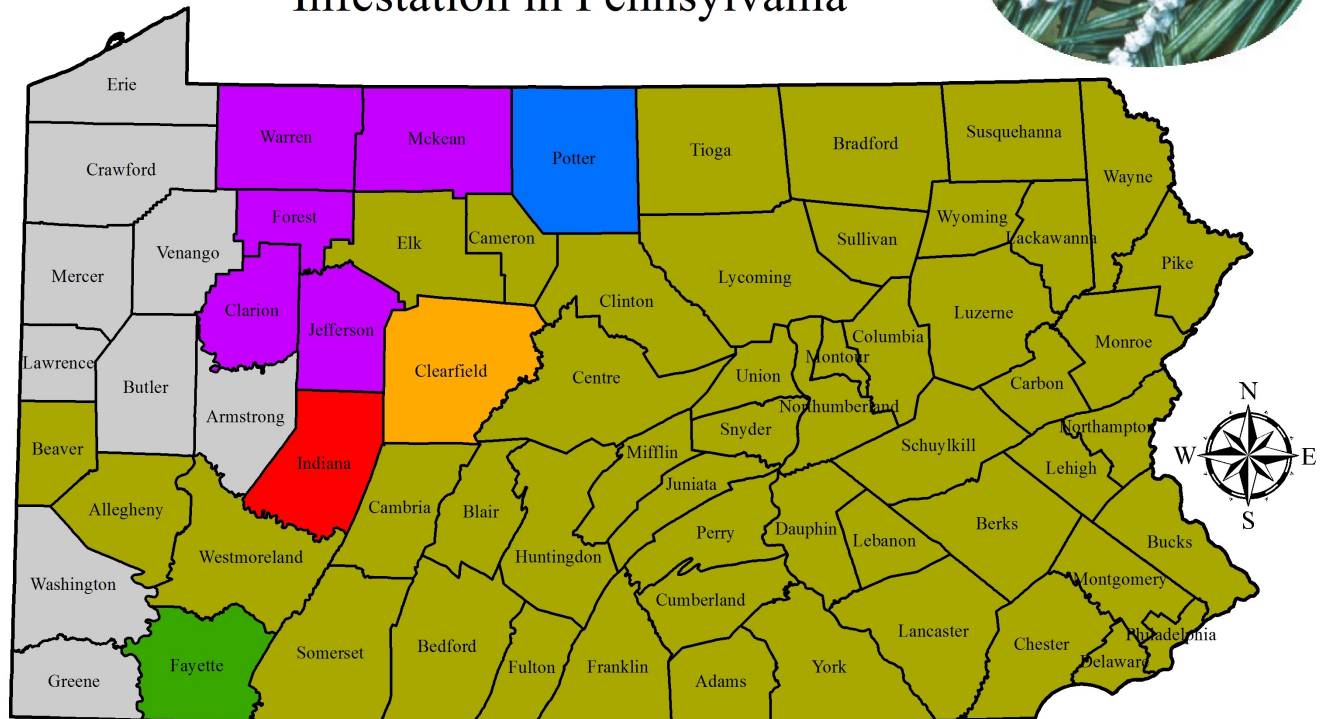 Infestation in Pennsylvania
Erie
Warren
Mckean
Potter
Tioga
Bradford
Susquehanna
Crawford
Wayne
Forest
Wyoming
Lackawanna
Elk
Cameron
Sullivan
Venango
Mercer
Lycoming
Pike
Clarion
Clinton
Luzerne
Jefferson
Columbia
Monroe
Lawrence
Butler
Clearfield
Centre
Union
Montour
Carbon
Armstrong
Northumberland
Snyder
Northampton
Beaver
Indiana
Mifflin
Schuylkill
Lehigh
Juniata
Allegheny
Cambria
Blair
Perry
Dauphin
Lebanon
Berks
Bucks
Westmoreland
Huntingdon
Washington
Montgomery
Cumberland
Philadelphia
Lancaster
Chester
Somerset
Bedford
Fayette
Fulton
Franklin
York
Delaware
Greene
Adams
N
W
E
S